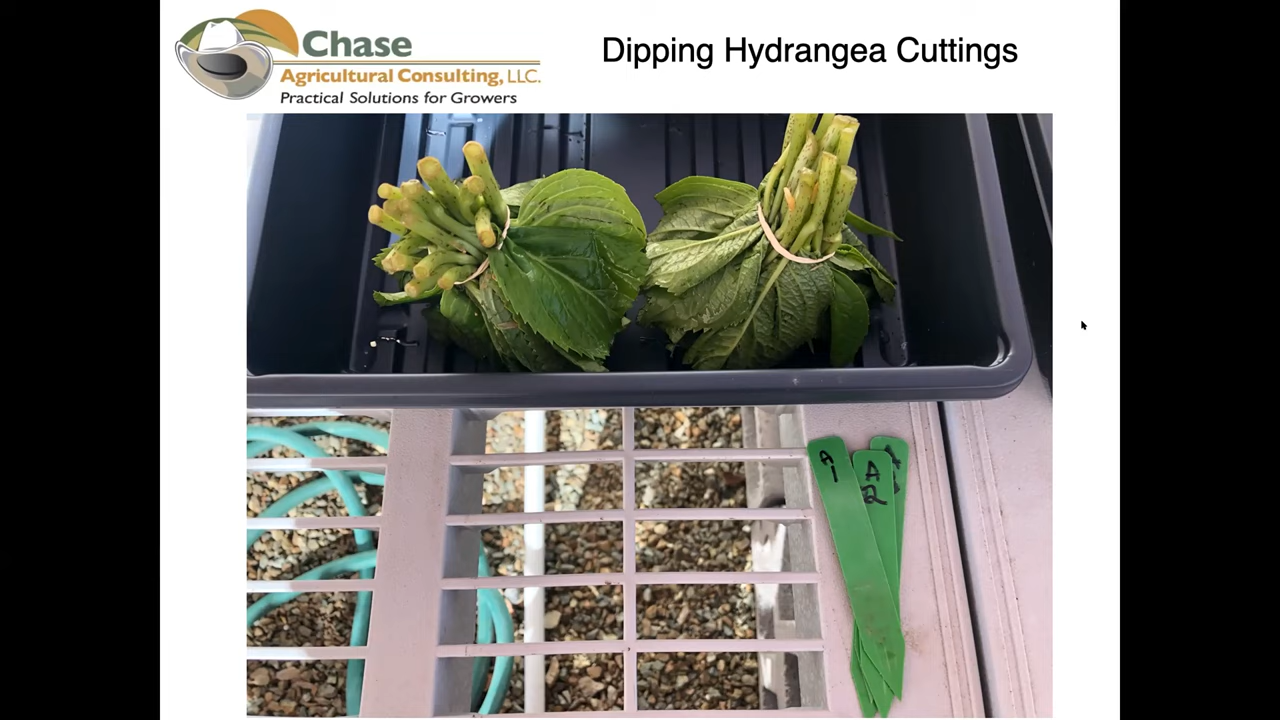 Chase
Agricultural Consulting, LLC.
Practical Solutions for Growers
Dipping Hydrangea Cuttings
A
1
A
2